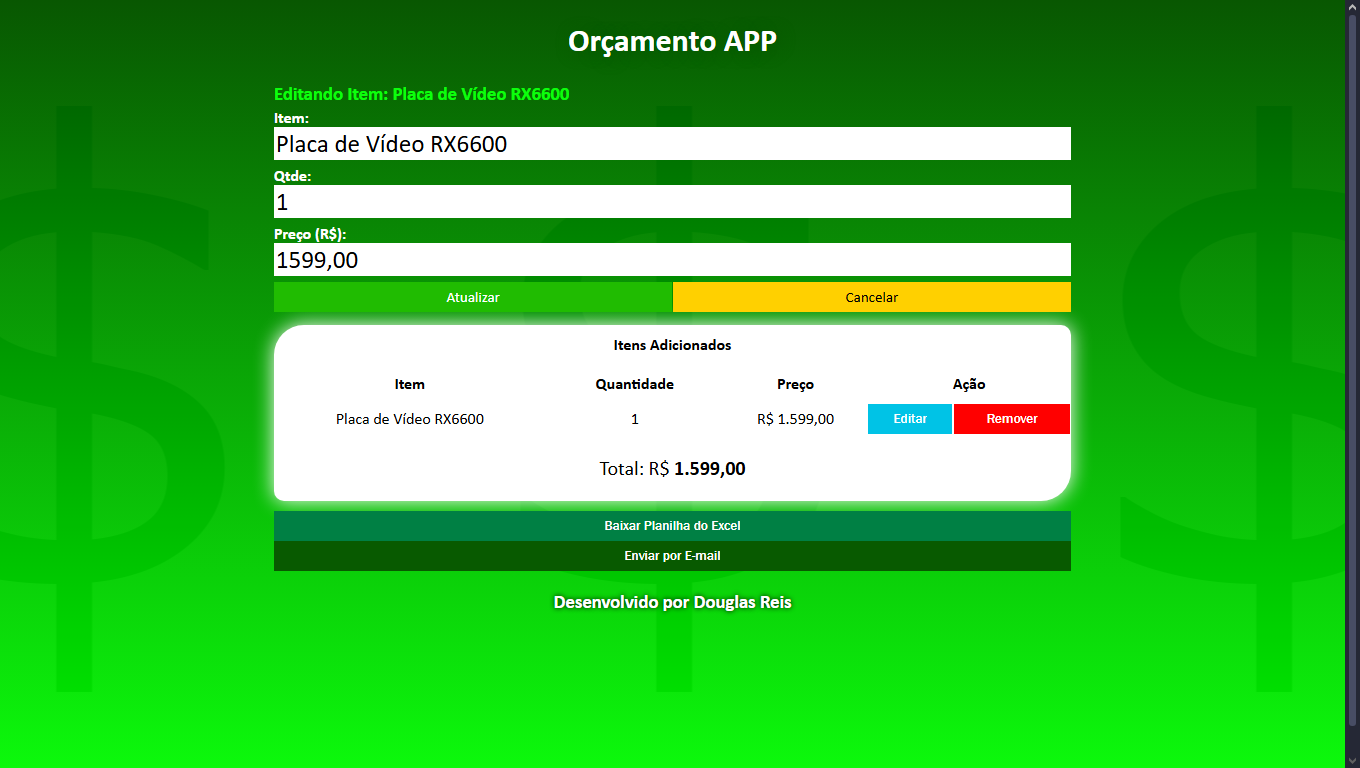 Orçamento APP
Editando Item: Placa de Vídeo RX6600
Item:
Placa de Vídeo RX6600
Qtde:
1
Preço (R$):
1599,00
Atualizar Cancelar
Itens Adicionados
Item Quantidade Preço Ação
Placa de Vídeo RX6600 1 R$ 1.599,00 Editar Remover
Total: R$ 1.599,00
Baixar Planilha do Excel
Enviar por E-mail
Desenvolvido por Douglas Reis